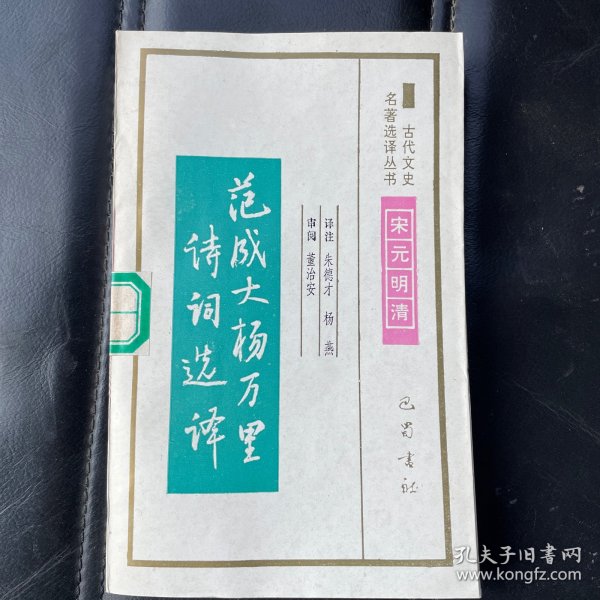 古代文史
名著选译丛书
宋元明清
巴蜀书社
译注 朱德才 杨燕
审阅 董治安
范成大杨万里
诗词选译
孔夫子旧书网
www.kongfz.com